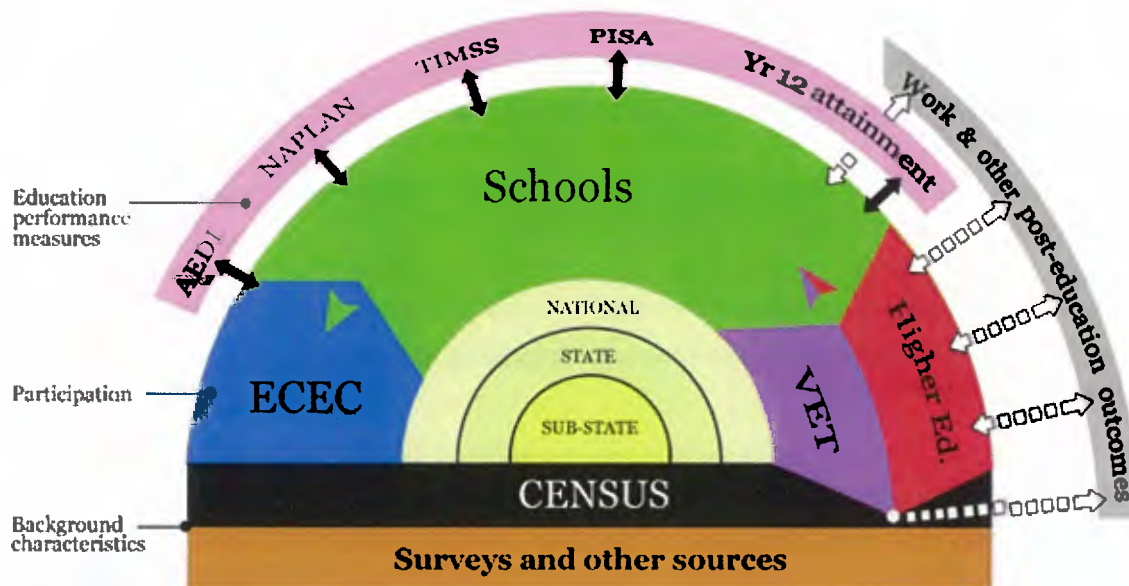 PISA
TIMSS
Yr 12 attainment
NAPLAN
AEDI
Work & other post-education outcomes
Schools
Education
performance
measures
NATIONAL
STATE
SUB-STATE
Higher Ed.
VET
Participation
ECEC
CENSUS
Background
characteristics
Surveys and other sources